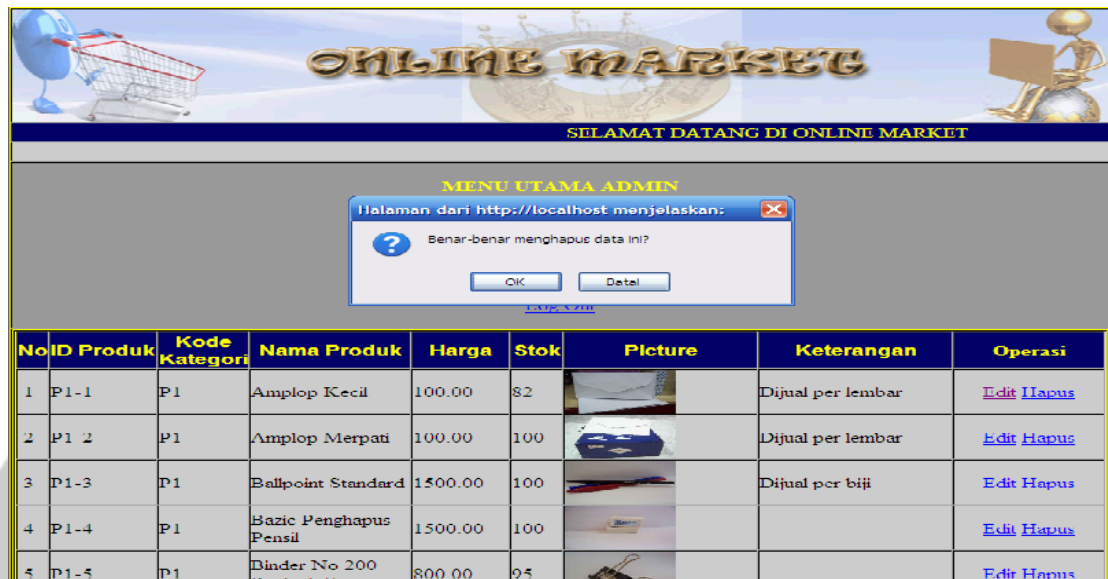 ONLINE MARKET
SELAMAT DATANG DI ONLINE MARKET
MENU UTAMA ADMIN
Halaman dari http://localhost menjelaskan:
Benar-benar menghapus data ini?
OK Batal
Log Out
No ID Produk Kode Kategori Nama Produk Harga Stok Picture Keterangan Operasi
1 P1-1 P1 Amplop Kecil 100.00 82 Dijual per lembar Edit Hapus
2 P1-2 P1 Amplop Merpati 100.00 100 Dijual per lembar Edit Hapus
3 P1-3 P1 Ballpoint Standard 1500.00 100 Dijual per biji Edit Hapus
4 P1-4 P1 Bazic Penghapus Pensil 1500.00 100 Edit Hapus
5 P1-5 P1 Binder No 200 800.00 95 Edit Hapus